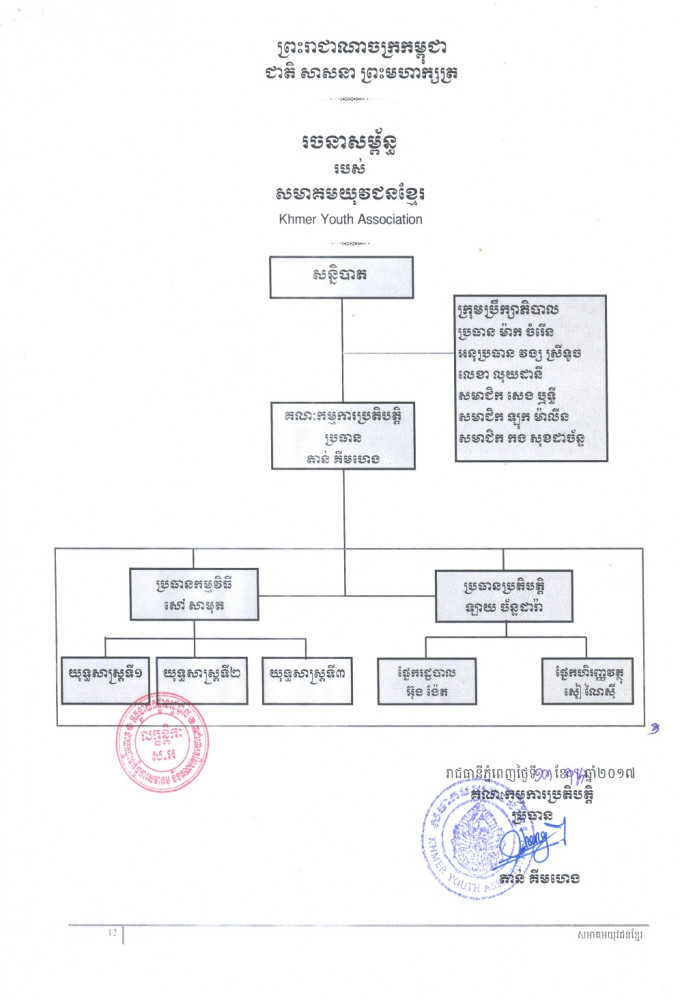 ព្រះរាជាណាចក្រកម្ពុជា
ជាតិ សាសនា ព្រះមហាក្សត្រ
រចនាសម្ព័ន្ធ
របស់
សមាគមយុវជនខ្មែរ
Khmer Youth Association
សន្និបាត
ក្រុមប្រឹក្សាភិបាល
ប្រធាន ម៉ាក ចំរើន
អនុប្រធាន វង្យ ស្រីទូច
លេខា លុយដានី
សមាជិក សេង ឫទ្ធី
សមាជិក ឡុក ម៉ាលីន
សមាជិក កង សុខដាច័ន្ទ
គណៈកម្មការប្រតិបត្តិ
ប្រធាន
តាន់ គីមហេង
ប្រធានកម្មវិធី
សៅ សាមុត
ប្រធានប្រតិបត្តិ
ឡាយ ច័ន្ទដារ៉ា
យុទ្ធសាស្ត្រទី១
យុទ្ធសាស្ត្រទី២
យុទ្ធសាស្ត្រទី៣
ផ្នែករដ្ឋបាល
អ៊ុង ង៉ែត
ផ្នែកហិរញ្ញវត្ថុ
សៀ ណៃស៊ី
លក្ខន្តិកៈ
ស.អ
រាជធានីភ្នំពេញថ្ងៃទី
ខែ
ឆ្នាំ២០១៧
គណៈកម្មការប្រតិបត្តិ
ប្រធាន
KHMER YOUTH
តាន់ គីមហេង
12
សមាគមយុវជនខ្មែរ